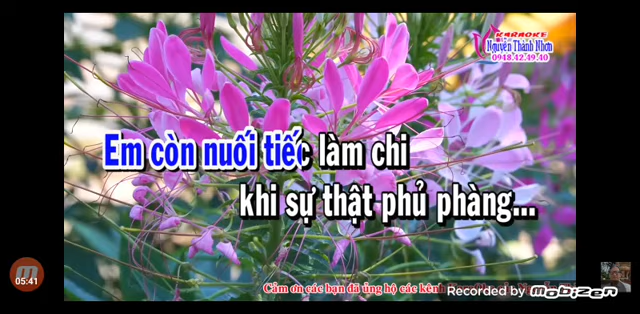 KARAOKE
Nguyễn Thành Nhơn
0948.42.49.40
Em còn nuối tiếc làm chi
khi sự thật phủ phàng...
05:41
Cảm ơn các bạn đã ủng hộ các kênh
Recorded by Mobizen